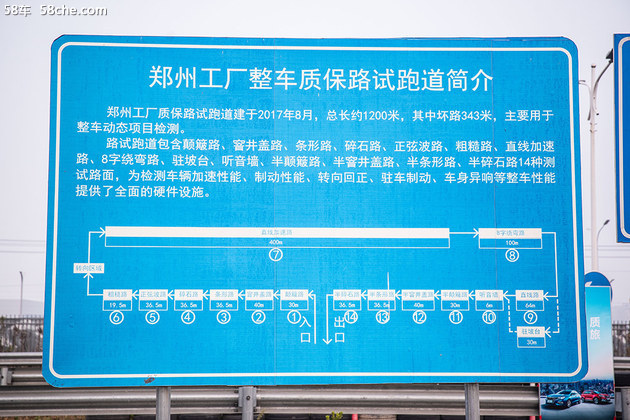 58车 58che.com
郑州工厂整车质保路试跑道简介
郑州工厂质保路试跑道建于2017年8月，总长约1200米，其中坏路343米，主要用于
整车动态项目检测。
路试跑道包含颠簸路、窨井盖路、条形路、碎石路、正弦波路、粗糙路、直线加速
路、8字绕弯路、驻坡台、听音墙、半颠簸路、半窨井盖路、半条形路、半碎石路14种测
试路面，为检测车辆加速性能、制动性能、转向回正、驻车制动、车身异响等整车性能
提供了全面的硬件设施。
直线加速路 8字绕弯路
400m 100m
⑦ ⑧
转向区域
粗糙路 正弦波路 碎石路 条形路 窨井盖路 颠簸路 半碎石路 半条形路 半窨井盖路 半颠簸路 听音墙 直线路
19.5m 36.5m 36.5m 36.5m 40m 30m 36.5m 36.5m 40m 30m 6m 64m
⑥ ⑤ ④ ③ ② ① ⑭ ⑬ ⑫ ⑪ ⑩ ⑨
入口 出口
驻坡台
30m
质
旅